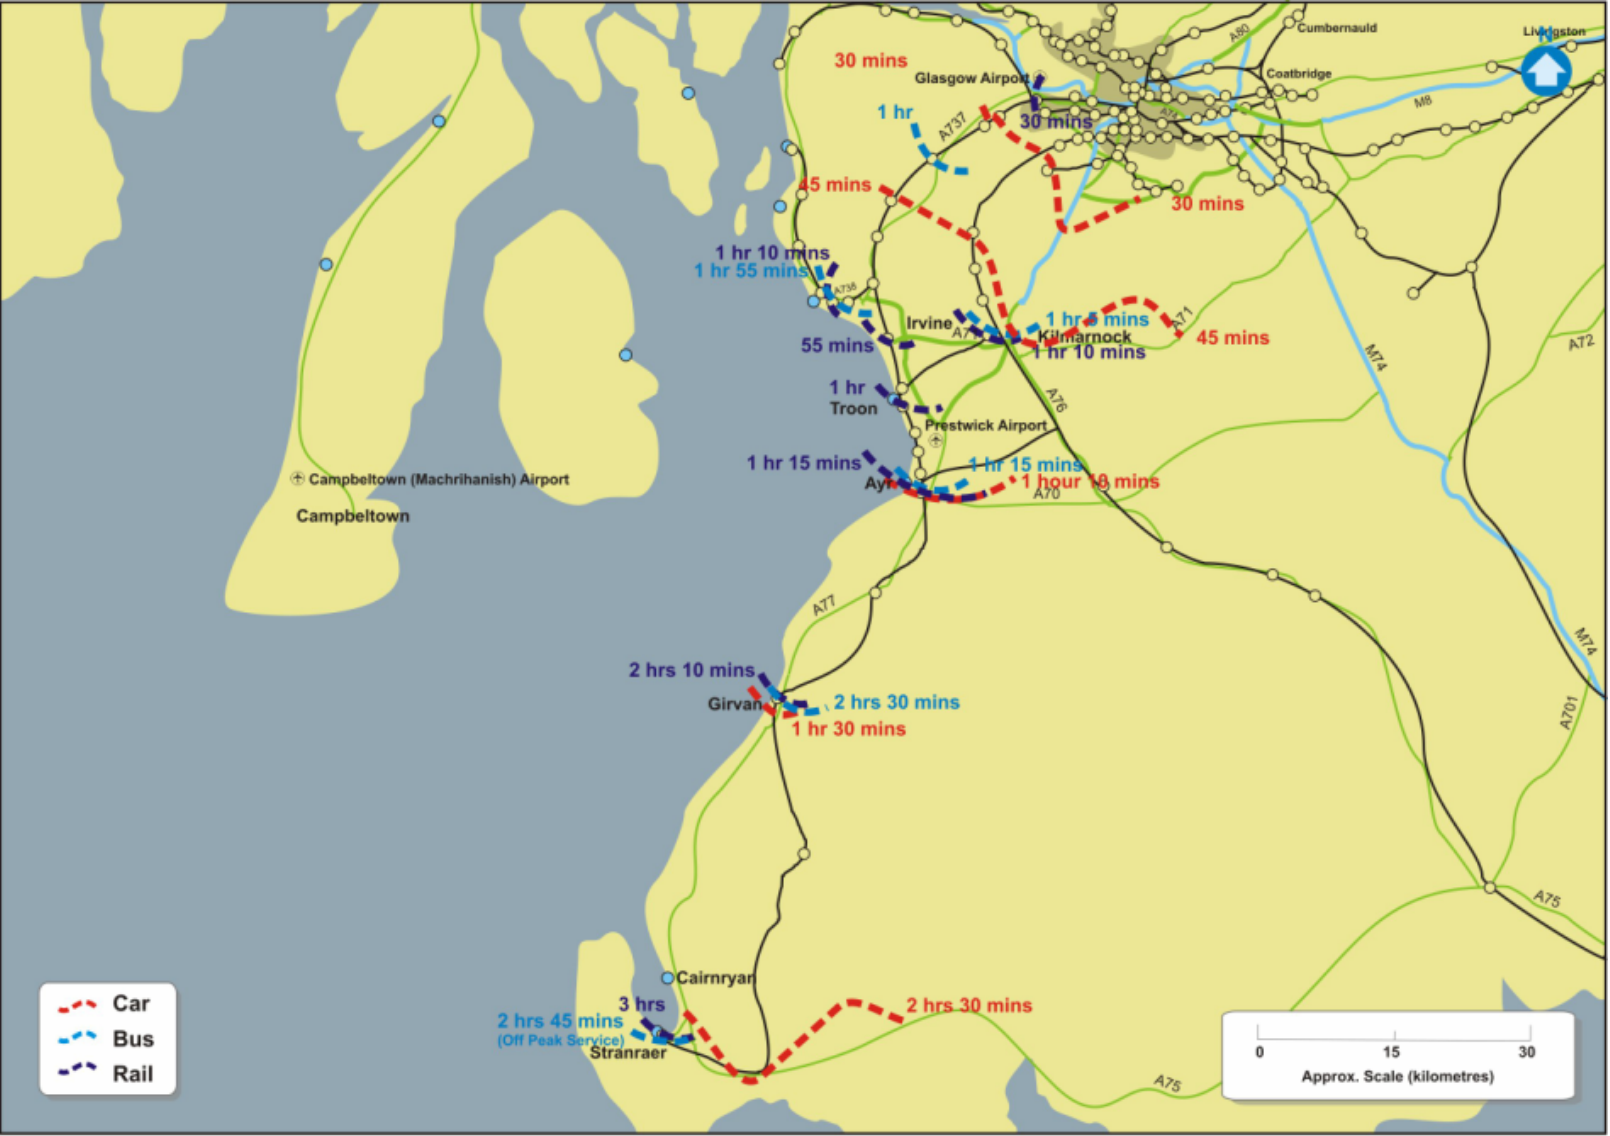 Cumbernauld
A80
Livingston
N
30 mins
Glasgow Airport
Coatbridge
M8
1 hr
A737
30 mins
A74
45 mins
30 mins
1 hr 10 mins
1 hr 55 mins
A738
Irvine
A71
1 hr 5 mins
Kilmarnock
1 hr 10 mins
A71
45 mins
55 mins
M74
A72
1 hr
Troon
A76
Prestwick Airport
1 hr 15 mins
1 hr 15 mins
Ayr
1 hour 10 mins
A70
Campbeltown (Machrihanish) Airport
Campbeltown
A77
M74
2 hrs 10 mins
Girvan
2 hrs 30 mins
1 hr 30 mins
A701
A75
Cairnryan
3 hrs
2 hrs 45 mins
(Off Peak Service)
Stranraer
2 hrs 30 mins
A75
Car
Bus
Rail
0 15 30
Approx. Scale (kilometres)